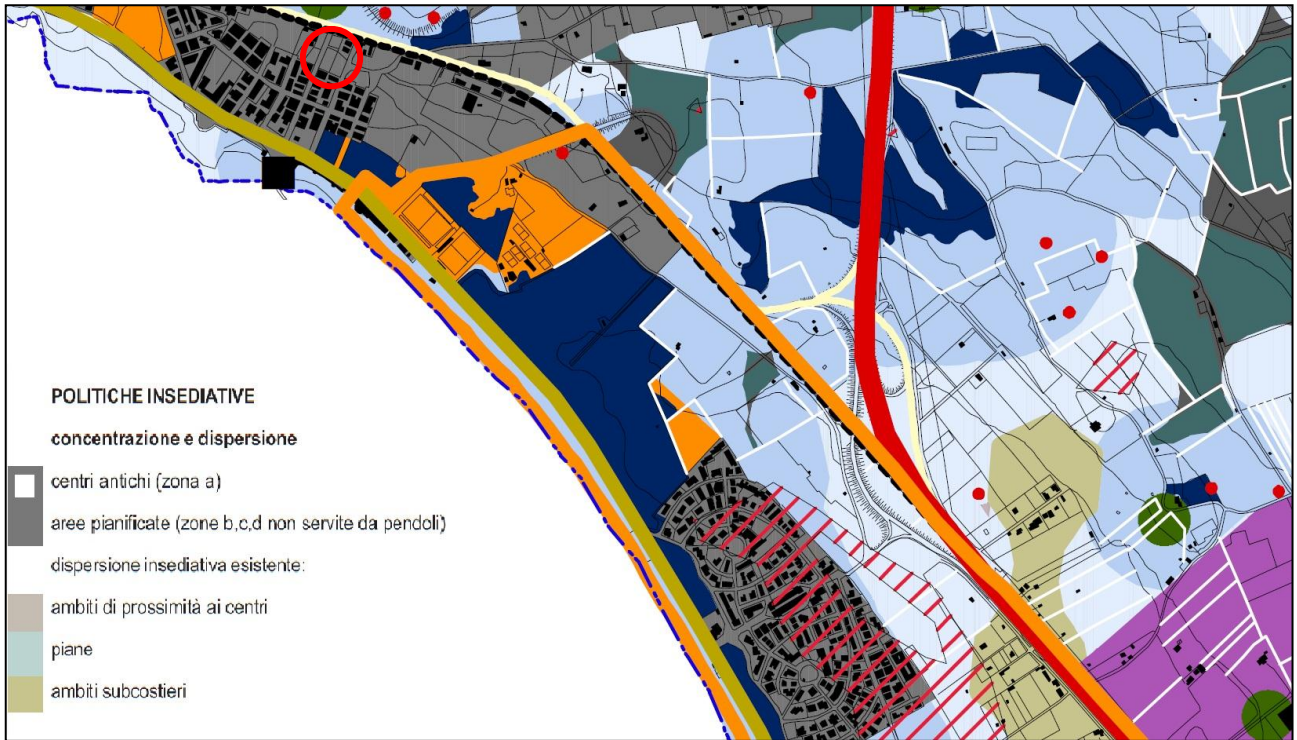 POLITICHE INSEDIATIVE
concentrazione e dispersione
centri antichi (zona a)
aree pianificate (zone b,c,d non servite da pendoli)
dispersione insediativa esistente:
ambiti di prossimità ai centri
piane
ambiti subcostieri